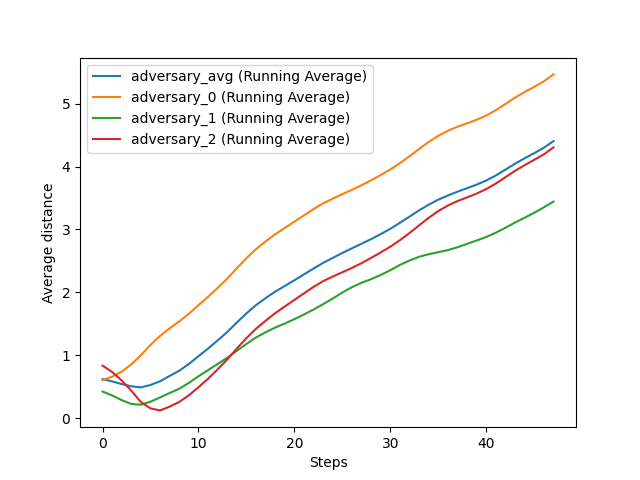 adversary_avg (Running Average)
adversary_0 (Running Average)
adversary_1 (Running Average)
adversary_2 (Running Average)
Average distance
5
4
3
2
1
0
0 10 20 30 40
Steps